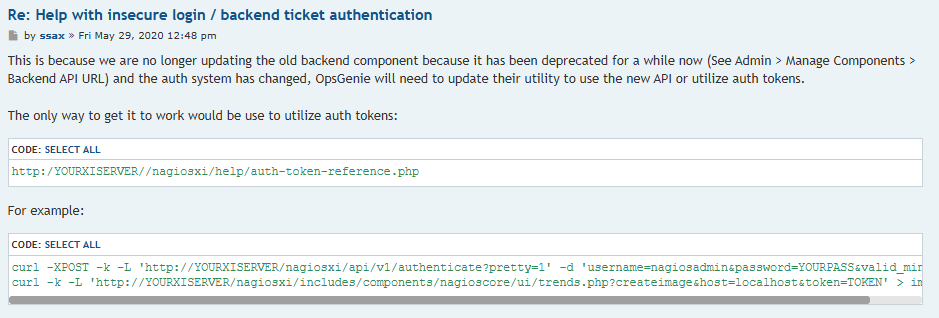 Re: Help with insecure login / backend ticket authentication
by ssax » Fri May 29, 2020 12:48 pm
This is because we are no longer updating the old backend component because it has been deprecated for a while now (See Admin > Manage Components >
Backend API URL) and the auth system has changed, OpsGenie will need to update their utility to use the new API or utilize auth tokens.
The only way to get it to work would be use to utilize auth tokens:
CODE: SELECT ALL
http:/YOURXISERVER//nagiosxi/help/auth-token-reference.php
For example:
CODE: SELECT ALL
curl -XPOST -k -L 'http://YOURXISERVER/nagiosxi/api/v1/authenticate?pretty=1' -d 'username=nagiosadmin&password=YOURPASS&valid_min
curl -k -L 'http://YOURXISERVER/nagiosxi/includes/components/nagioscore/ui/trends.php?createimage&host=localhost&token=TOKEN' > im